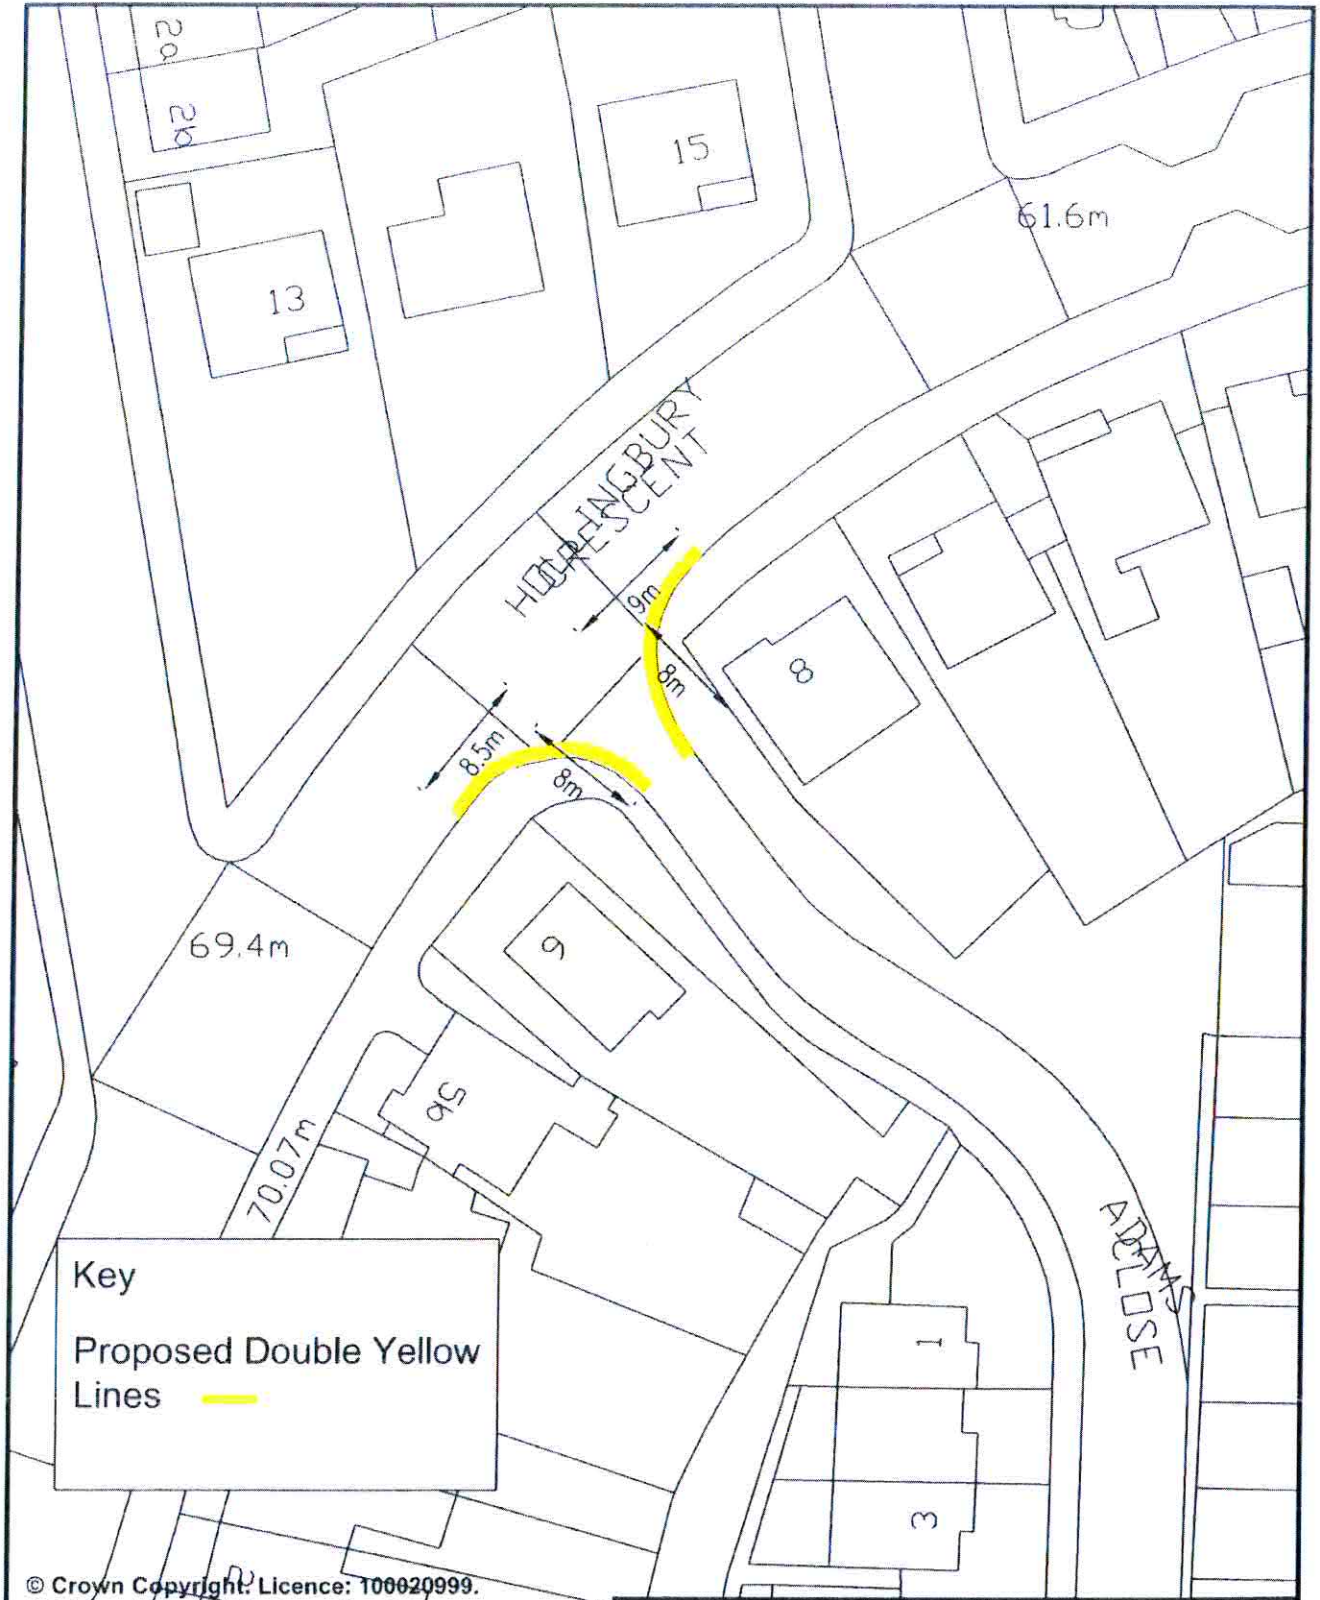 2a
2b
15
61.6m
13
HOLLINGBURY
CRESCENT
9m
8m
8
8.5m
8m
9
69.4m
5b
70.07m
ADAMS
CLOSE
Key
Proposed Double Yellow
Lines
1
3
© Crown Copyright. Licence: 100020999.